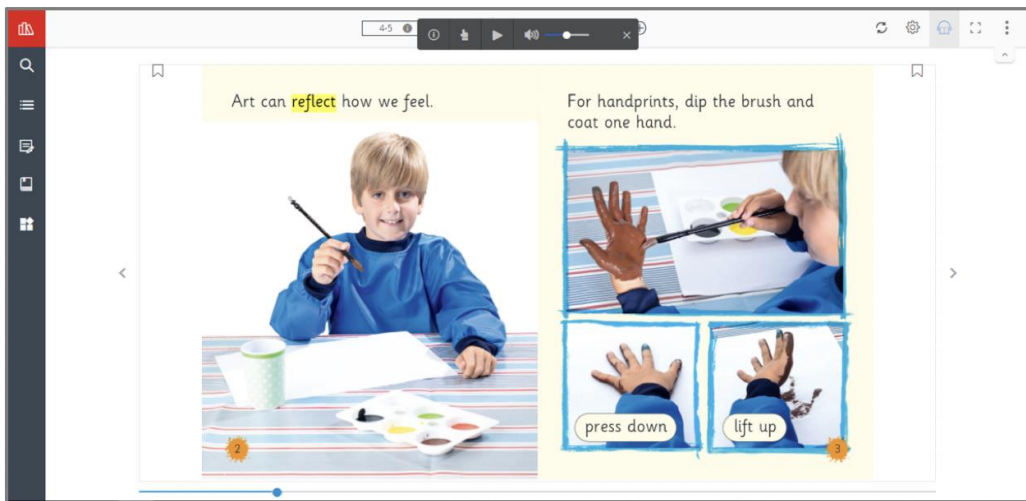 4-5
Art can reflect how we feel.
For handprints, dip the brush and
coat one hand.
press down
lift up
2
3